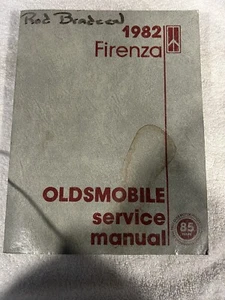 Rod
1982
Firenza
OLDSMOBILE
service
manual
85